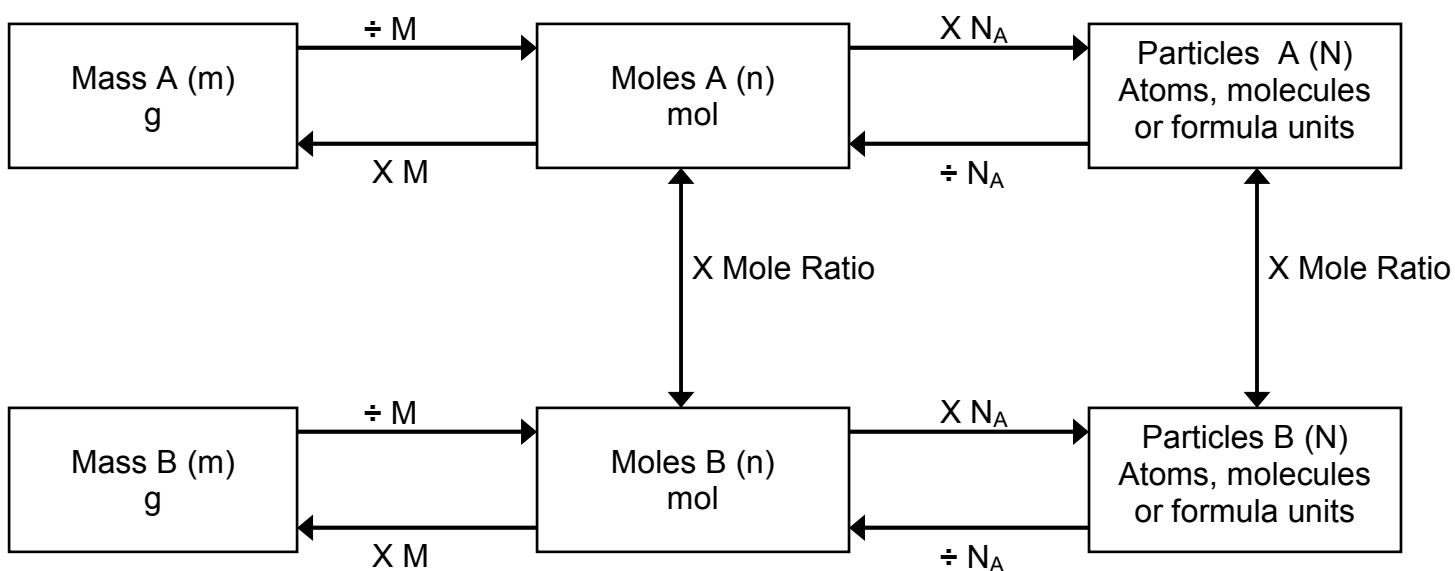 ÷ M
X N_A
Mass A (m)
g
Moles A (n)
mol
Particles  A (N)
Atoms, molecules
or formula units
X M
÷ N_A
X Mole Ratio
X Mole Ratio
÷ M
X N_A
Mass B (m)
g
Moles B (n)
mol
Particles B (N)
Atoms, molecules
or formula units
X M
÷ N_A